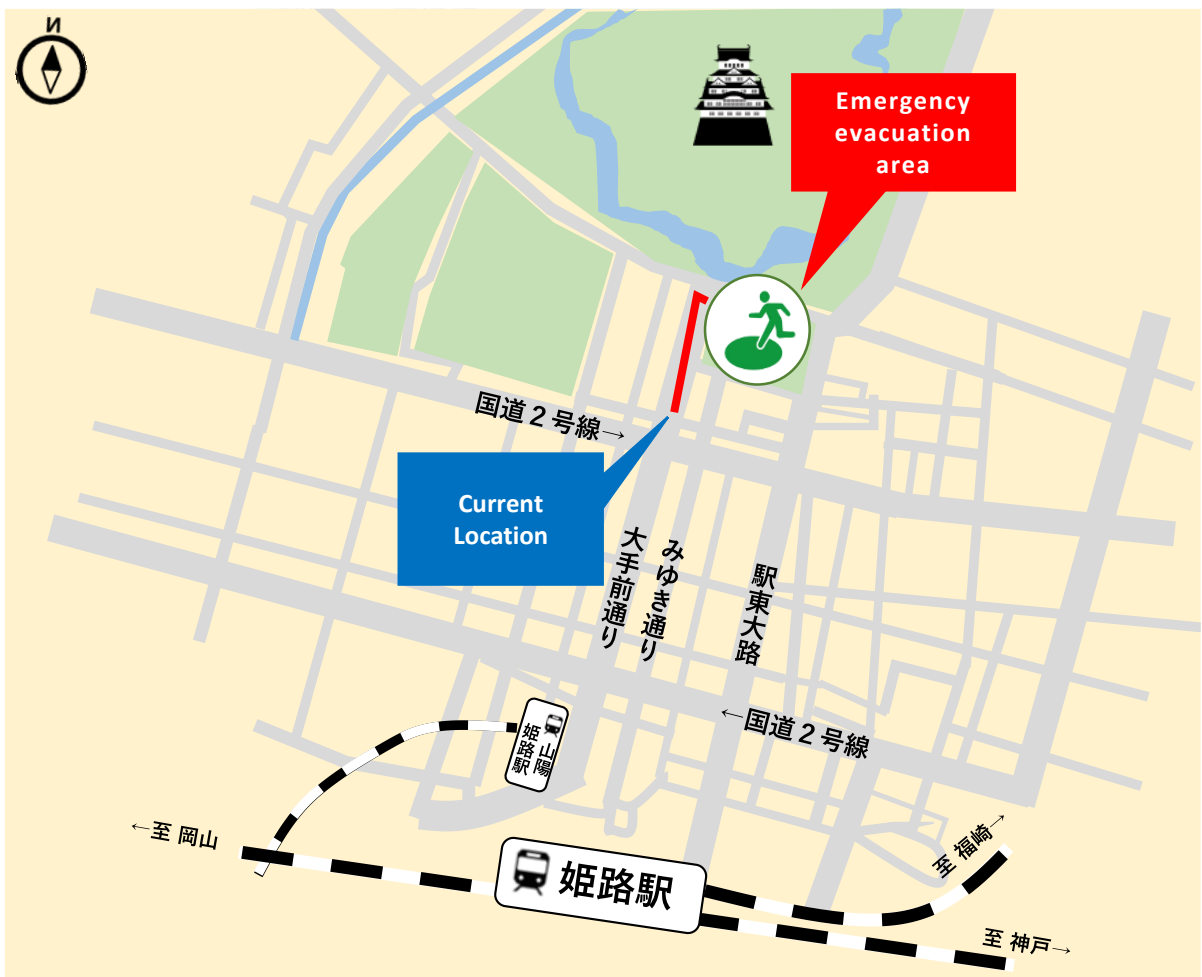 N
Emergency
evacuation
area
国道２号線→
Current
Location
大手前通り
みゆき通り
駅東大路
←国道２号線
山陽
姫路駅
←至 岡山
姫路駅
至 福崎→
至 神戸→